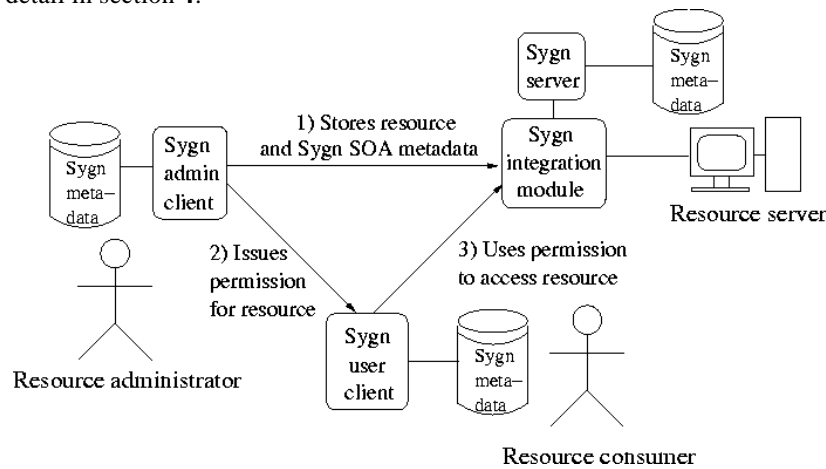 detail in section 4.
Sygn
server
Sygn
meta–
data
1) Stores resource
and Sygn SOA metadata
Sygn
meta–
data
Sygn
admin
client
Sygn
integration
module
Resource server
2) Issues
permission
for resource
3) Uses permission
to access resource
Resource administrator
Sygn
user
client
Sygn
meta–
data
Resource consumer